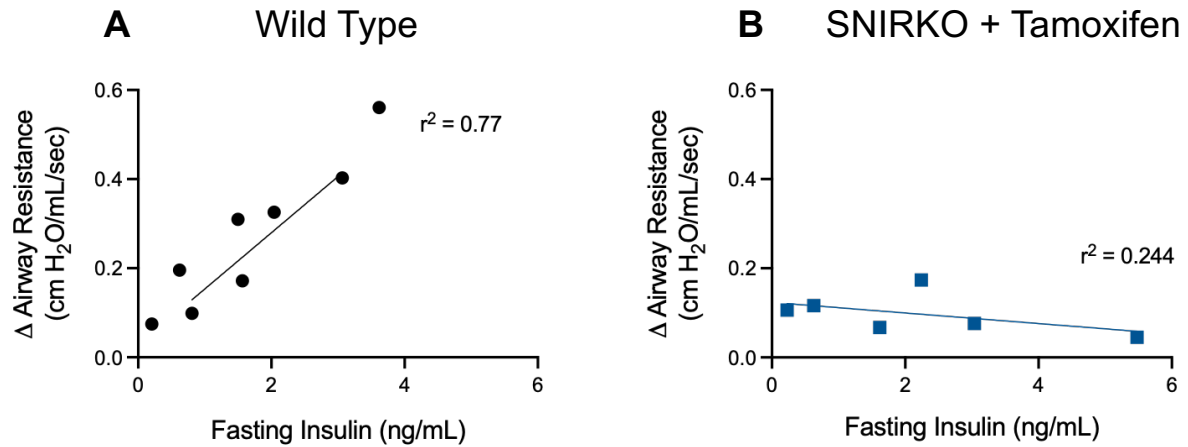 A
Wild Type
Δ Airway Resistance
(cm H₂O/mL/sec)
0.6
0.4
0.2
0.0
r² = 0.77
0
2
4
6
Fasting Insulin (ng/mL)
B
SNIRKO + Tamoxifen
Δ Airway Resistance
(cm H₂O/mL/sec)
0.6
0.4
0.2
0.0
r² = 0.244
0
2
4
6
Fasting Insulin (ng/mL)